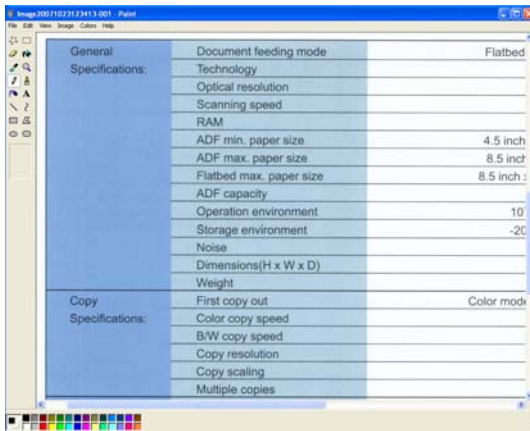 Image20071023123413-001 - Paint
File Edit View Image Colors Help
General Document feeding mode Flatbed
Specifications: Technology
Optical resolution
Scanning speed
RAM
ADF min. paper size 4.5 inch
ADF max. paper size 8.5 inch
Flatbed max. paper size 8.5 inch
ADF capacity
Operation environment 10
Storage environment -20
Noise
Dimensions(H x W x D)
Weight
Copy First copy out Color mode
Specifications: Color copy speed
B/W copy speed
Copy resolution
Copy scaling
Multiple copies